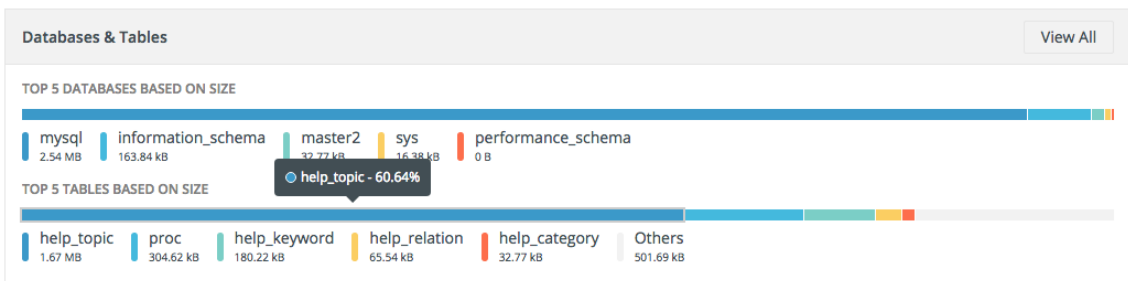 Databases & Tables
View All
TOP 5 DATABASES BASED ON SIZE
mysql information_schema master2 sys performance_schema
2.54 MB 163.84 kB 32.77 kB 16.38 kB 0 B
help_topic - 60.64%
TOP 5 TABLES BASED ON SIZE
help_topic proc help_keyword help_relation help_category Others
1.67 MB 304.62 kB 180.22 kB 65.54 kB 32.77 kB 501.69 kB